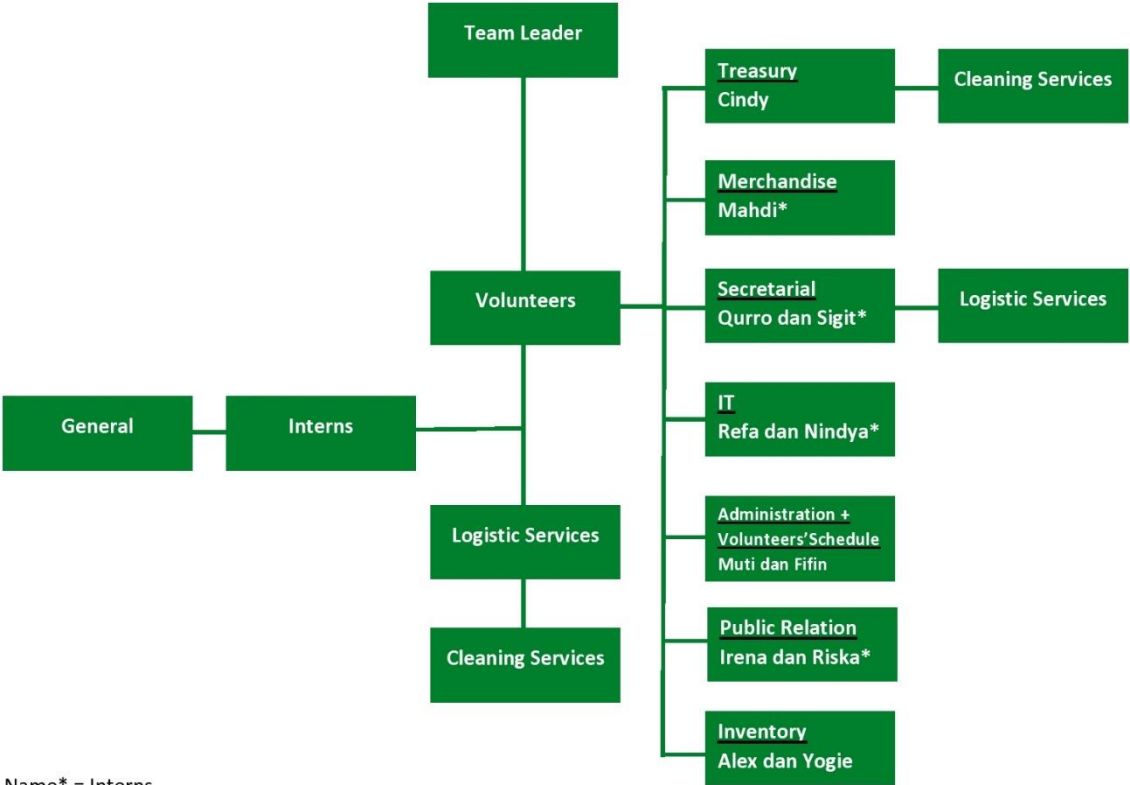 Team Leader
Treasury
Cindy
Cleaning Services
Merchandise
Mahdi*
Volunteers
Secretarial
Qurro dan Sigit*
Logistic Services
General
Interns
IT
Refa dan Nindya*
Logistic Services
Administration +
Volunteers'Schedule
Muti dan Fifin
Cleaning Services
Public Relation
Irena dan Riska*
Inventory
Alex dan Yogie
Name* = Interns